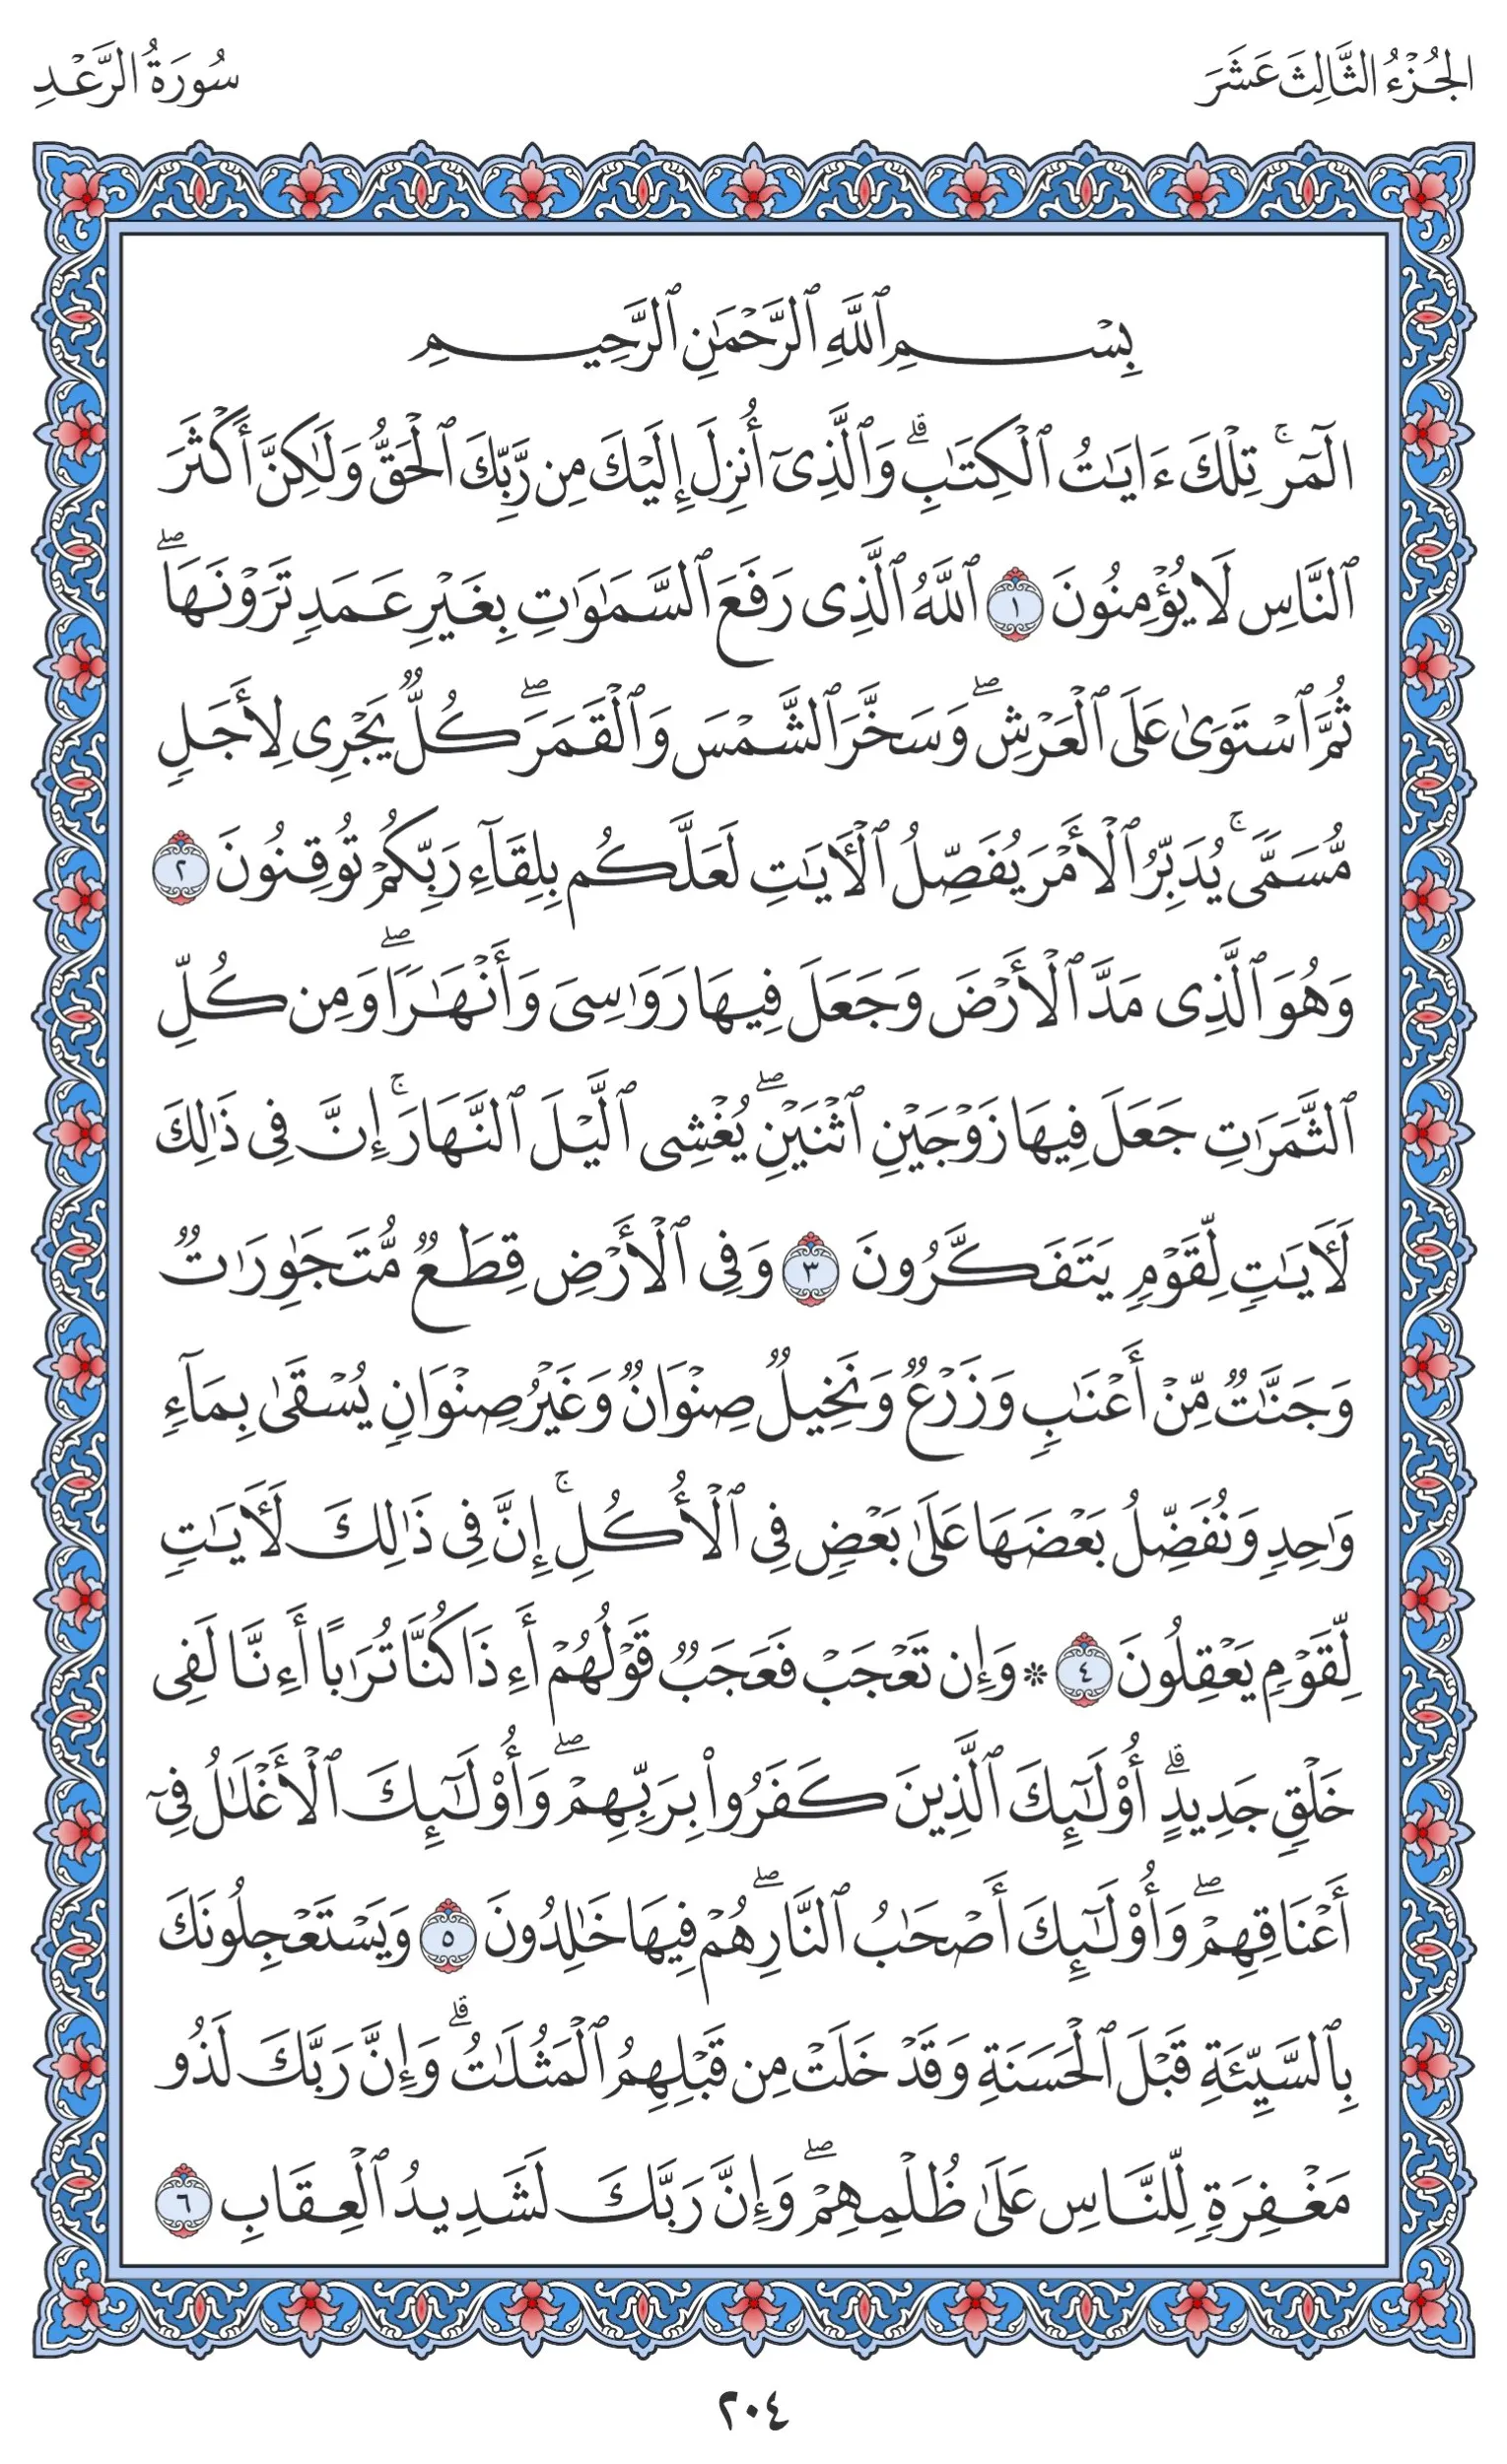 الجُزْءُ الثَّالِثَ عَشَرَ
سُورَةُ الرَّعْدِ
بِسْمِ ٱللَّهِ ٱلرَّحْمَٰنِ ٱلرَّحِيمِ
الٓمٓرۚ تِلْكَ ءَايَٰتُ ٱلْكِتَٰبِۗ وَٱلَّذِىٓ أُنزِلَ إِلَيْكَ مِن رَّبِّكَ ٱلْحَقُّ وَلَٰكِنَّ أَكْثَرَ
ٱلنَّاسِ لَا يُؤْمِنُونَ ١ ٱللَّهُ ٱلَّذِى رَفَعَ ٱلسَّمَٰوَٰتِ بِغَيْرِ عَمَدٍ تَرَوْنَهَاۖ
ثُمَّ ٱسْتَوَىٰ عَلَى ٱلْعَرْشِۖ وَسَخَّرَ ٱلشَّمْسَ وَٱلْقَمَرَۖ كُلٌّ يَجْرِى لِأَجَلٍ
مُّسَمًّىۚ يُدَبِّرُ ٱلْأَمْرَ يُفَصِّلُ ٱلْـَٔايَٰتِ لَعَلَّكُم بِلِقَآءِ رَبِّكُمْ تُوقِنُونَ ٢
وَهُوَ ٱلَّذِى مَدَّ ٱلْأَرْضَ وَجَعَلَ فِيهَا رَوَٰسِىَ وَأَنْهَٰرًاۖ وَمِن كُلِّ
ٱلثَّمَرَٰتِ جَعَلَ فِيهَا زَوْجَيْنِ ٱثْنَيْنِۖ يُغْشِى ٱلَّيْلَ ٱلنَّهَارَۚ إِنَّ فِى ذَٰلِكَ
لَـَٔايَٰتٍ لِّقَوْمٍ يَتَفَكَّرُونَ ٣ وَفِى ٱلْأَرْضِ قِطَعٌ مُّتَجَٰوِرَٰتٌ
وَجَنَّٰتٌ مِّنْ أَعْنَٰبٍ وَزَرْعٌ وَنَخِيلٌ صِنْوَانٌ وَغَيْرُ صِنْوَانٍ يُسْقَىٰ بِمَآءٍ
وَٰحِدٍ وَنُفَضِّلُ بَعْضَهَا عَلَىٰ بَعْضٍ فِى ٱلْأُكُلِۚ إِنَّ فِى ذَٰلِكَ لَـَٔايَٰتٍ
لِّقَوْمٍ يَعْقِلُونَ ٤ * وَإِن تَعْجَبْ فَعَجَبٌ قَوْلُهُمْ أَءِذَا كُنَّا تُرَٰبًا أَءِنَّا لَفِى
خَلْقٍ جَدِيدٍۗ أُو۟لَٰٓئِكَ ٱلَّذِينَ كَفَرُوا۟ بِرَبِّهِمْۖ وَأُو۟لَٰٓئِكَ ٱلْأَغْلَٰلُ فِىٓ
أَعْنَاقِهِمْۖ وَأُو۟لَٰٓئِكَ أَصْحَٰبُ ٱلنَّارِۖ هُمْ فِيهَا خَٰلِدُونَ ٥ وَيَسْتَعْجِلُونَكَ
بِٱلسَّيِّئَةِ قَبْلَ ٱلْحَسَنَةِ وَقَدْ خَلَتْ مِن قَبْلِهِمُ ٱلْمَثُلَٰتُۗ وَإِنَّ رَبَّكَ لَذُو
مَغْفِرَةٍ لِّلنَّاسِ عَلَىٰ ظُلْمِهِمْۖ وَإِنَّ رَبَّكَ لَشَدِيدُ ٱلْعِقَابِ ٦
٢٠٤